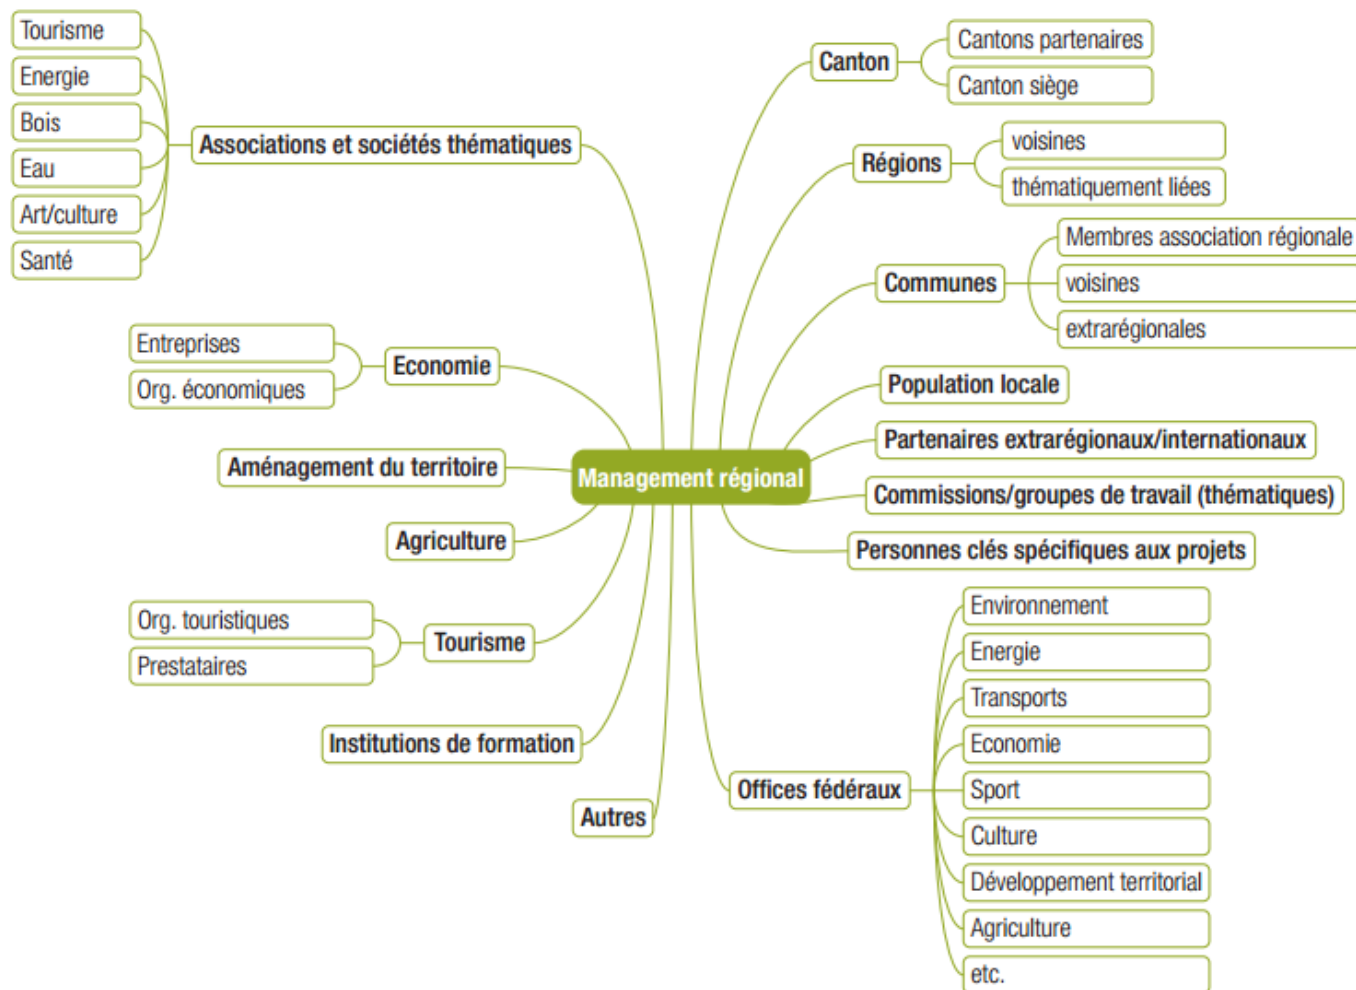 Tourisme
Energie
Bois
Eau
Art/culture
Santé
Associations et sociétés thématiques
Entreprises
Org. économiques
Economie
Aménagement du territoire
Agriculture
Org. touristiques
Prestataires
Tourisme
Institutions de formation
Autres
Management régional
Canton
Cantons partenaires
Canton siège
Régions
voisines
thématiquement liées
Communes
Membres association régionale
voisines
extrarégionales
Population locale
Partenaires extrarégionaux/internationaux
Commissions/groupes de travail (thématiques)
Personnes clés spécifiques aux projets
Offices fédéraux
Environnement
Energie
Transports
Economie
Sport
Culture
Développement territorial
Agriculture
etc.